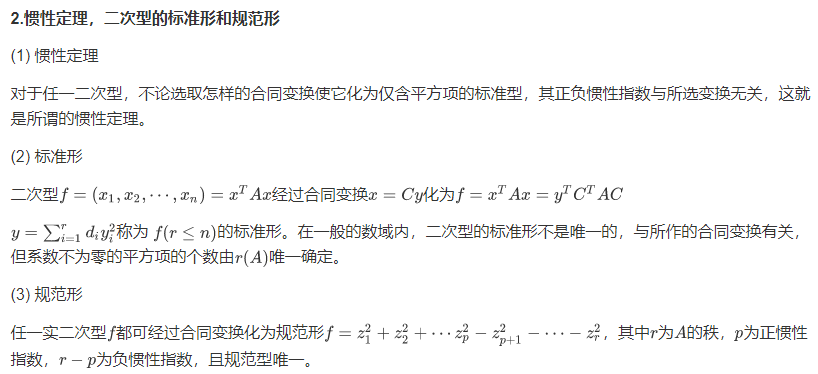 2.惯性定理，二次型的标准形和规范形
(1) 惯性定理
对于任一二次型，不论选取怎样的合同变换使它化为仅含平方项的标准型，其正负惯性指数与所选变换无关，这就
是所谓的惯性定理。
(2) 标准形
二次型$f = (x_1, x_2, \cdots, x_n) = x^T Ax$经过合同变换$x = Cy$化为$f = x^T Ax = y^T C^T AC$
$y = \sum_{i=1}^{r} d_i y_i^2$称为 $f(r \leq n)$的标准形。在一般的数域内，二次型的标准形不是唯一的，与所作的合同变换有关，
但系数不为零的平方项的个数由$r(A)$唯一确定。
(3) 规范形
任一实二次型$f$都可经过合同变换化为规范形$f = z_1^2 + z_2^2 + \cdots z_p^2 - z_{p+1}^2 - \cdots - z_r^2$，其中$r$为$A$的秩，$p$为正惯性
指数，$r - p$为负惯性指数，且规范型唯一。